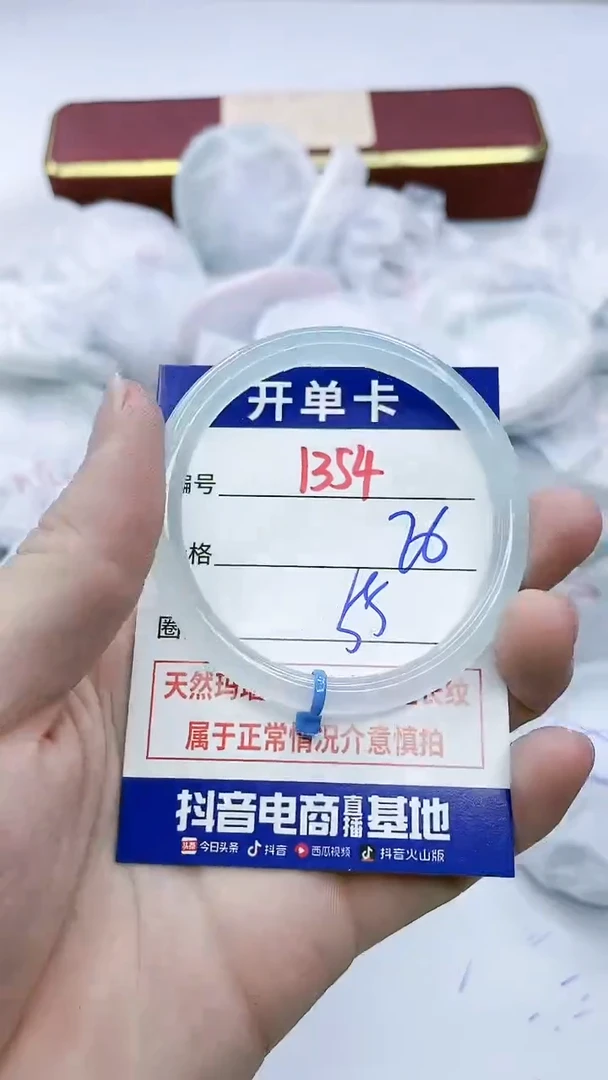 开单卡
编号 1354
格 26
圈 55
天然玛 纹
属于正常情况介意慎拍
抖音电商直播基地
头条 今日头条 抖音 西瓜视频 抖音火山版